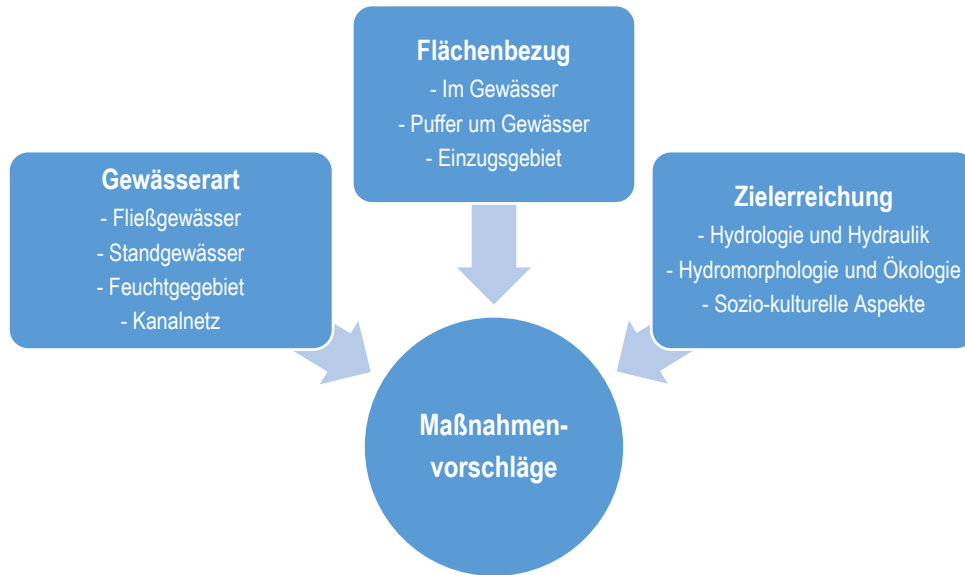 Gewässerart
- Fließgewässer
- Standgewässer
- Feuchtgegebiet
- Kanalnetz
Flächenbezug
- Im Gewässer
- Puffer um Gewässer
- Einzugsgebiet
Zielerreichung
- Hydrologie und Hydraulik
- Hydromorphologie und Ökologie
- Sozio-kulturelle Aspekte
Maßnahmen-
vorschläge